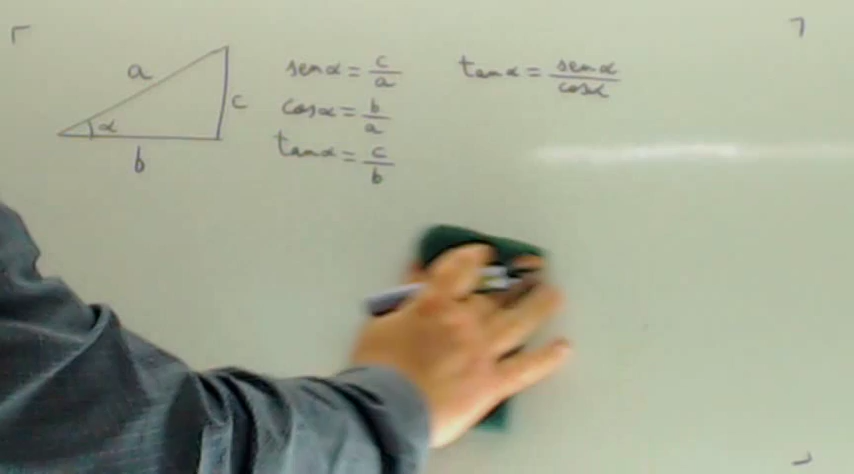 a
c
α
b
senα = c/a
cosα = b/a
tanα = c/b
tanα = senα/cosα